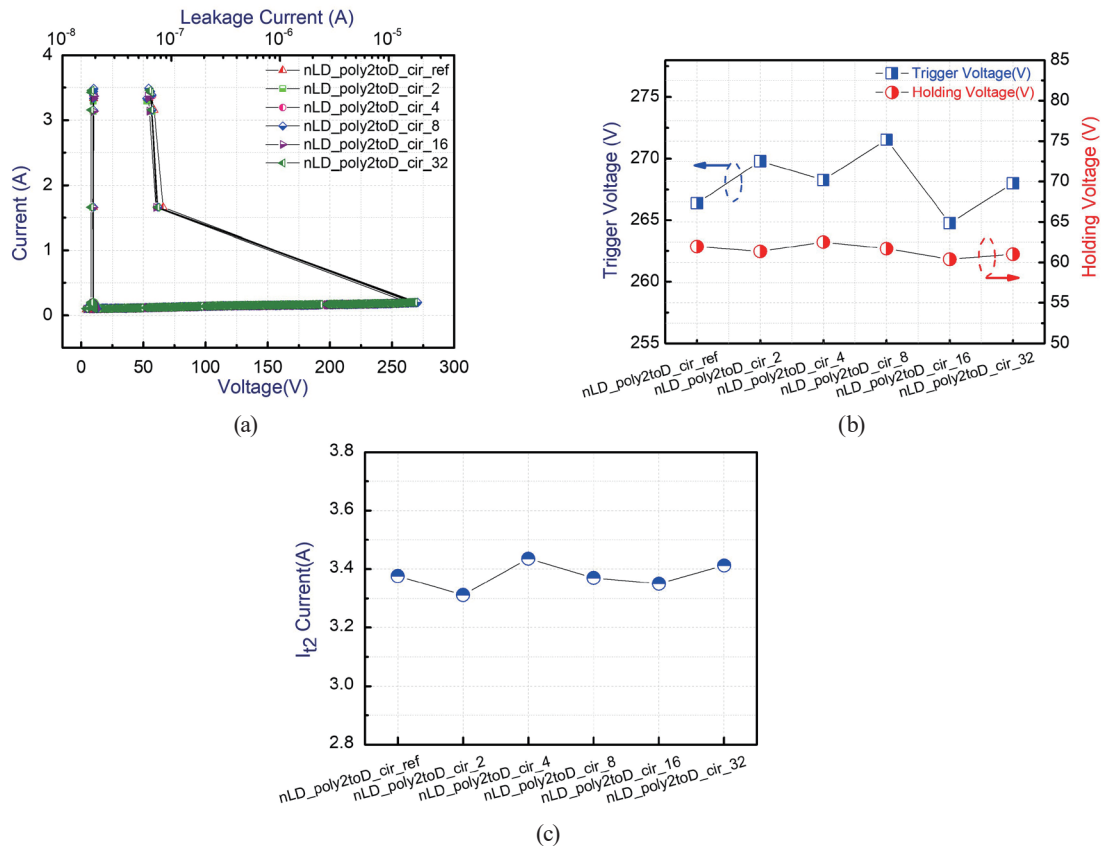 Leakage Current (A)
10⁻⁸ 10⁻⁷ 10⁻⁶ 10⁻⁵
4
3
2
1
0
Current (A)
nLD_poly2toD_cir_ref
nLD_poly2toD_cir_2
nLD_poly2toD_cir_4
nLD_poly2toD_cir_8
nLD_poly2toD_cir_16
nLD_poly2toD_cir_32
0 50 100 150 200 250 300
Voltage(V)
(a)
275
270
265
260
255
Trigger Voltage (V)
Trigger Voltage(V)
Holding Voltage(V)
85
80
75
70
65
60
55
50
Holding Voltage (V)
nLD_poly2toD_cir_ref
nLD_poly2toD_cir_2
nLD_poly2toD_cir_4
nLD_poly2toD_cir_8
nLD_poly2toD_cir_16
nLD_poly2toD_cir_32
(b)
3.8
3.6
3.4
3.2
3.0
2.8
Iₜ₂ Current(A)
nLD_poly2toD_cir_ref
nLD_poly2toD_cir_2
nLD_poly2toD_cir_4
nLD_poly2toD_cir_8
nLD_poly2toD_cir_16
nLD_poly2toD_cir_32
(c)